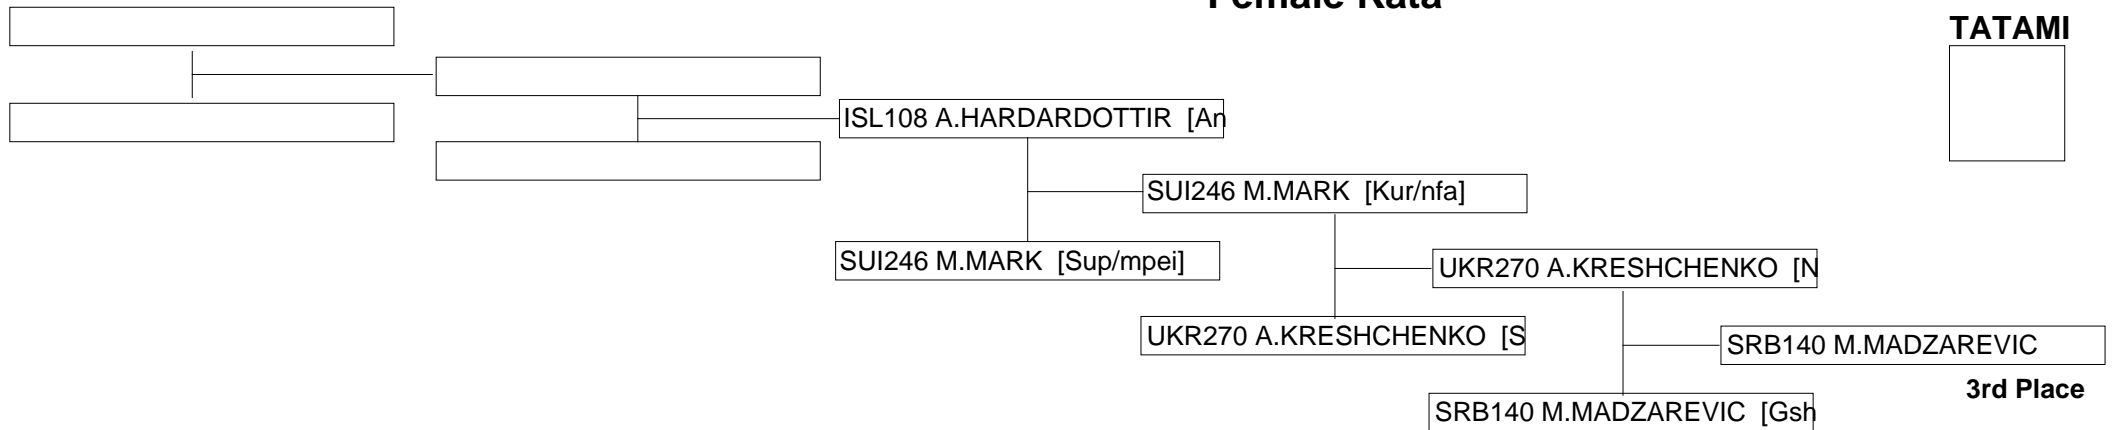 Female Kata
TATAMI
ISL108 A.HARDARDOTTIR [An
SUI246 M.MARK [Kur/nfa]
SUI246 M.MARK [Sup/mpei]
UKR270 A.KRESHCHENKO [N
UKR270 A.KRESHCHENKO [S
SRB140 M.MADZAREVIC
3rd Place
SRB140 M.MADZAREVIC [Gsh